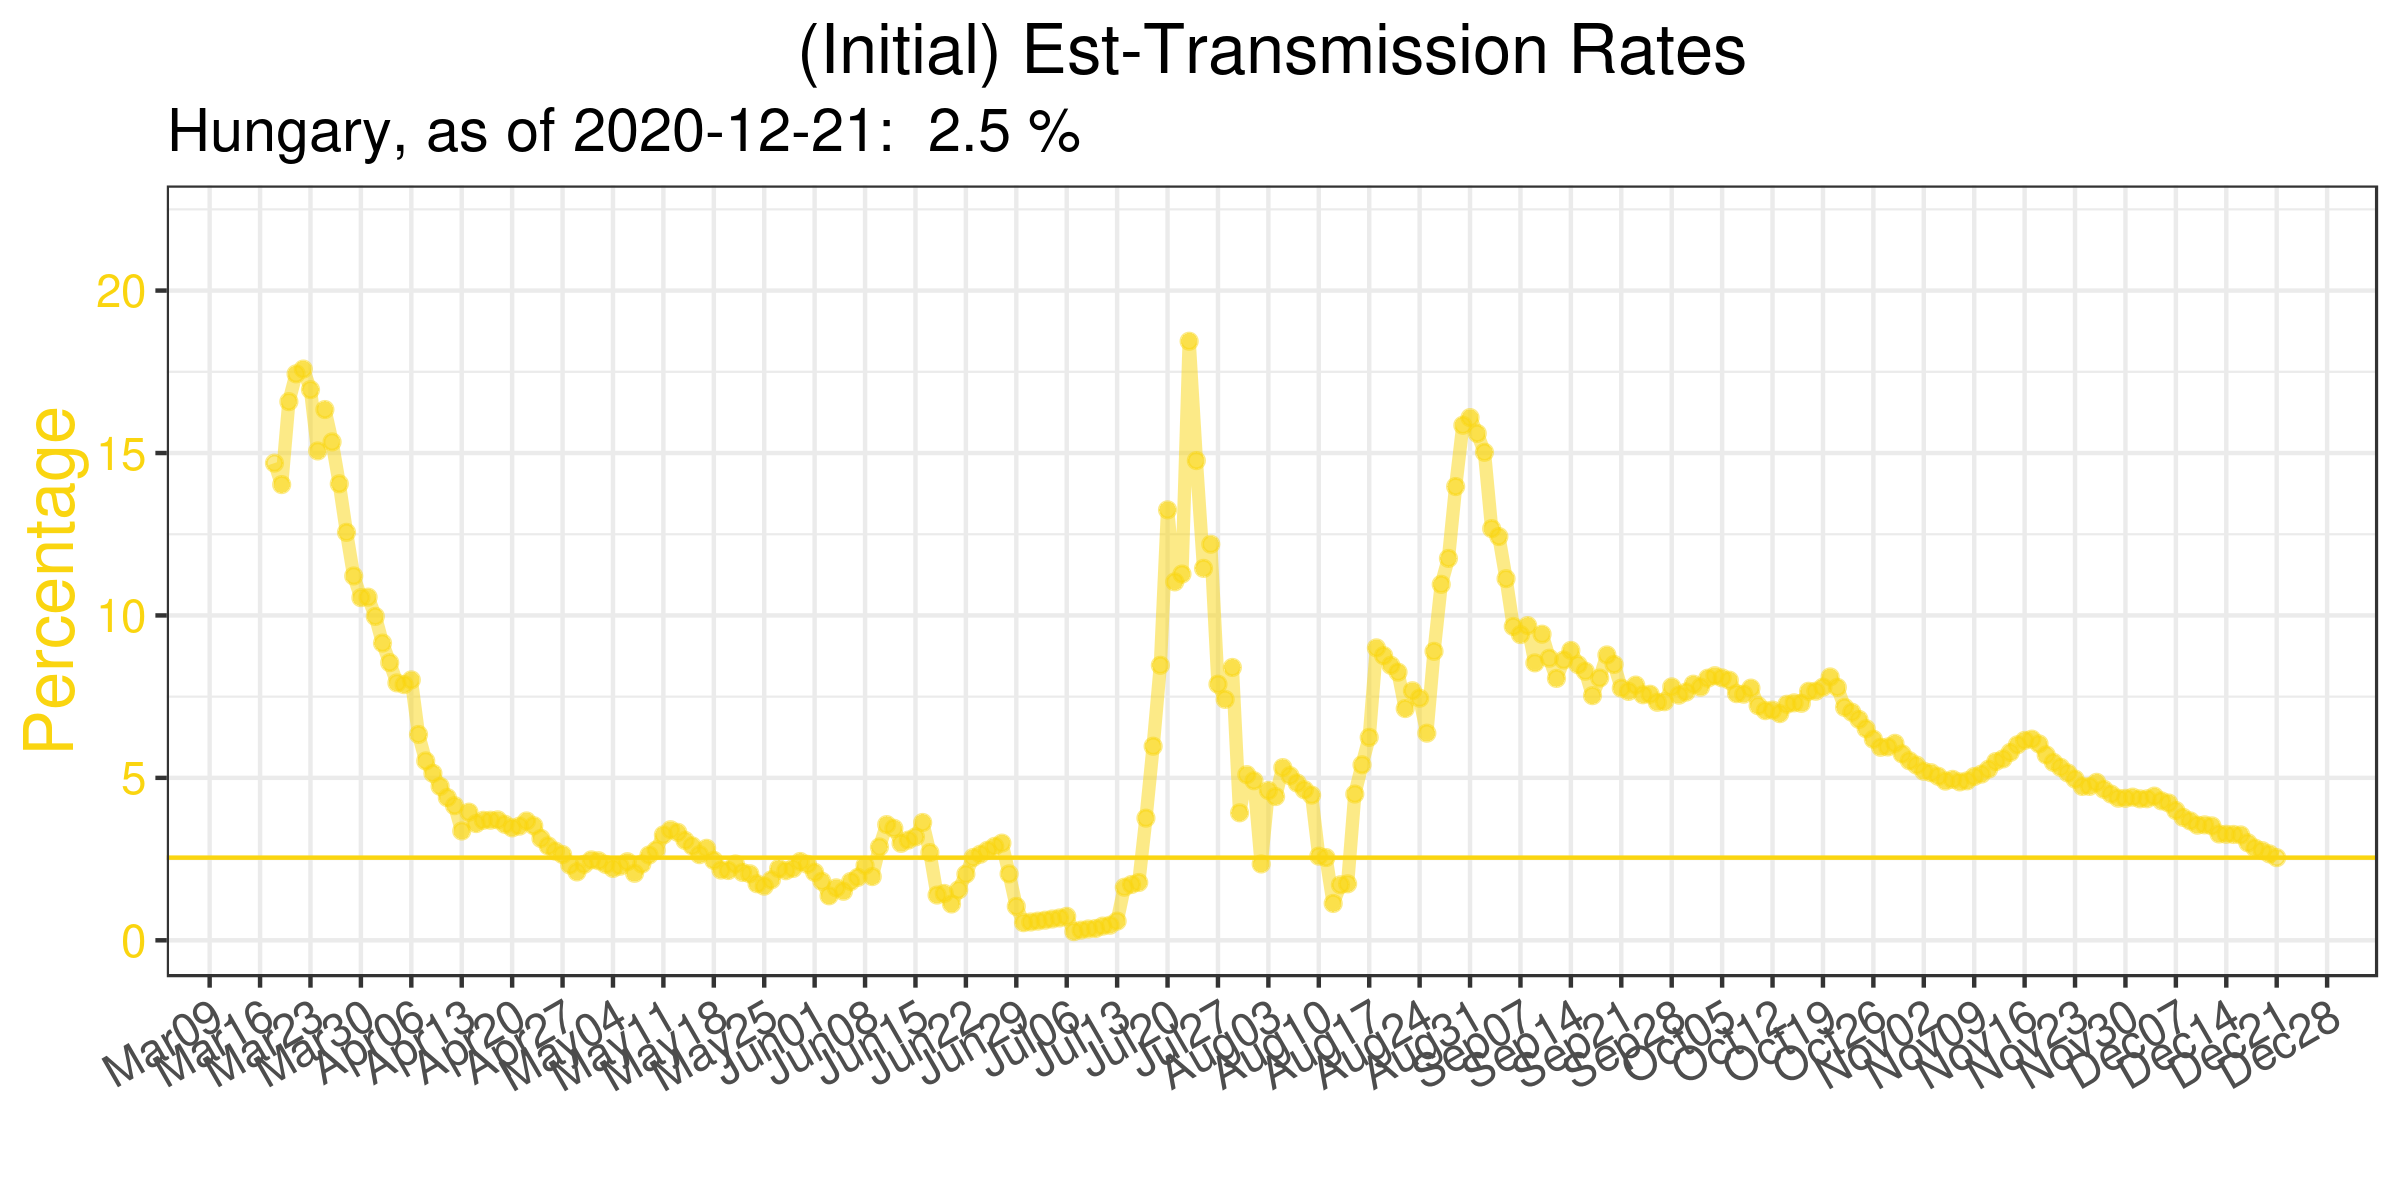 (Initial) Est-Transmission Rates
Hungary, as of 2020-12-21:  2.5 %
Percentage
20
15
10
5
0
Mar09
Mar16
Mar23
Mar30
Apr06
Apr13
Apr20
Apr27
May04
May11
May18
May25
Jun01
Jun08
Jun15
Jun22
Jun29
Jul06
Jul13
Jul20
Jul27
Aug03
Aug10
Aug17
Aug24
Aug31
Sep07
Sep14
Sep21
Sep28
Oct05
Oct12
Oct19
Oct26
Nov02
Nov09
Nov16
Nov23
Nov30
Dec07
Dec14
Dec21
Dec28